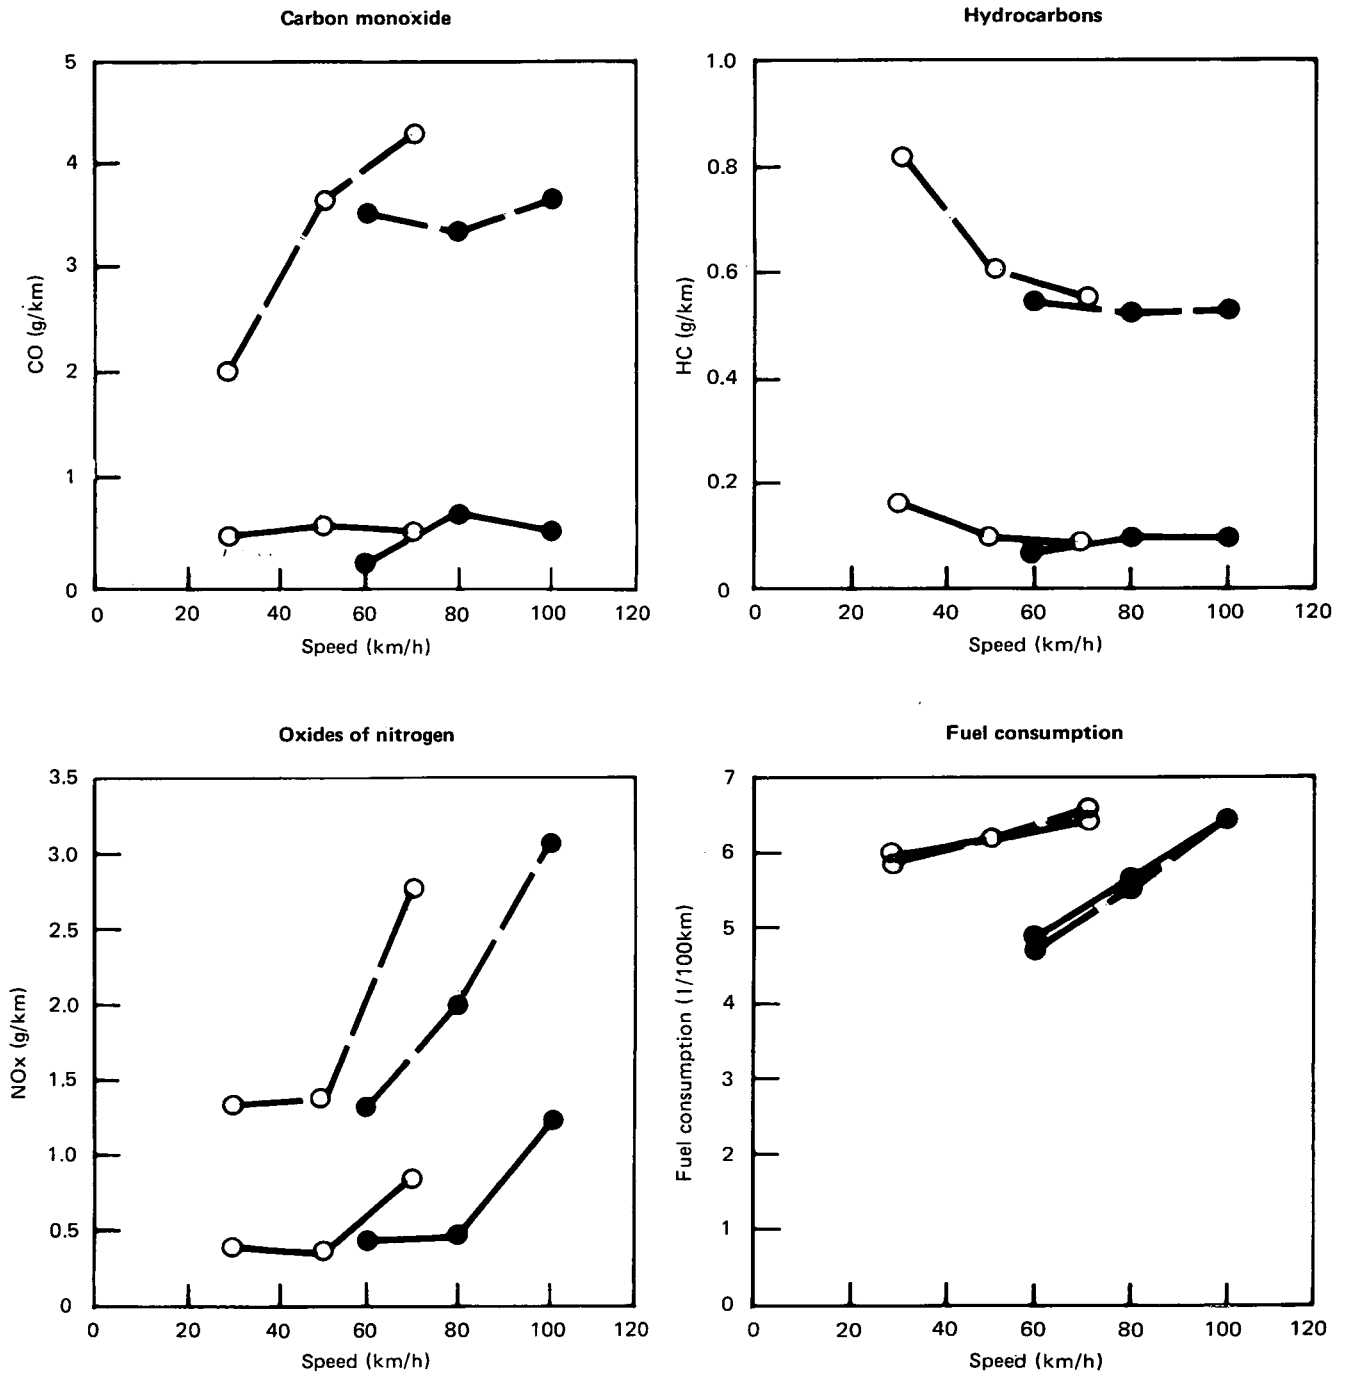 Carbon monoxide
Hydrocarbons
5
4
3
2
1
0
CO (g/km)
0 20 40 60 80 100 120
Speed (km/h)
1.0
0.8
0.6
0.4
0.2
0
HC (g/km)
0 20 40 60 80 100 120
Speed (km/h)
Oxides of nitrogen
Fuel consumption
3.5
3.0
2.5
2.0
1.5
1.0
0.5
0
NOx (g/km)
0 20 40 60 80 100 120
Speed (km/h)
7
6
5
4
3
2
1
0
Fuel consumption (1/100km)
0 20 40 60 80 100 120
Speed (km/h)